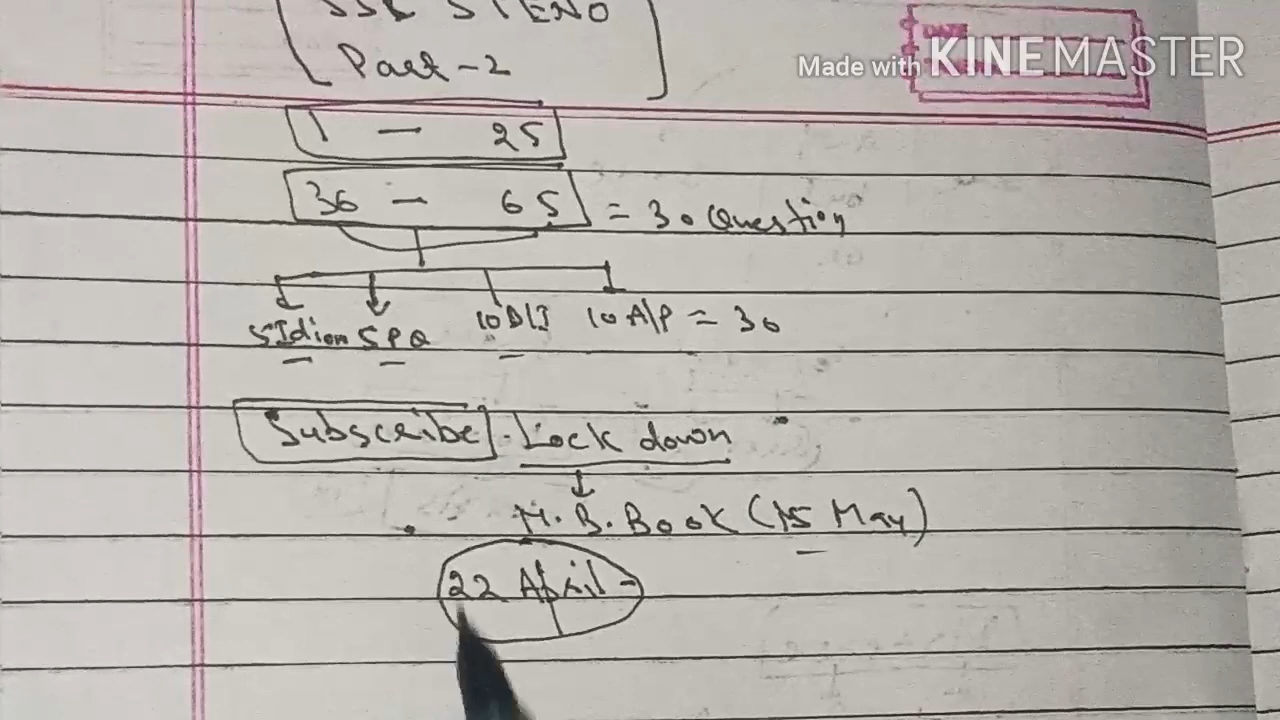 SSC STENO
Part-2
Made with KINEMASTER
DATE
1 — 25
36 — 65 = 30 Question
5 Idiom 5 PQ 10 D/I 10 A/P = 30
Subscribe. Lock down
M. B. Book (15 May)
22 April -